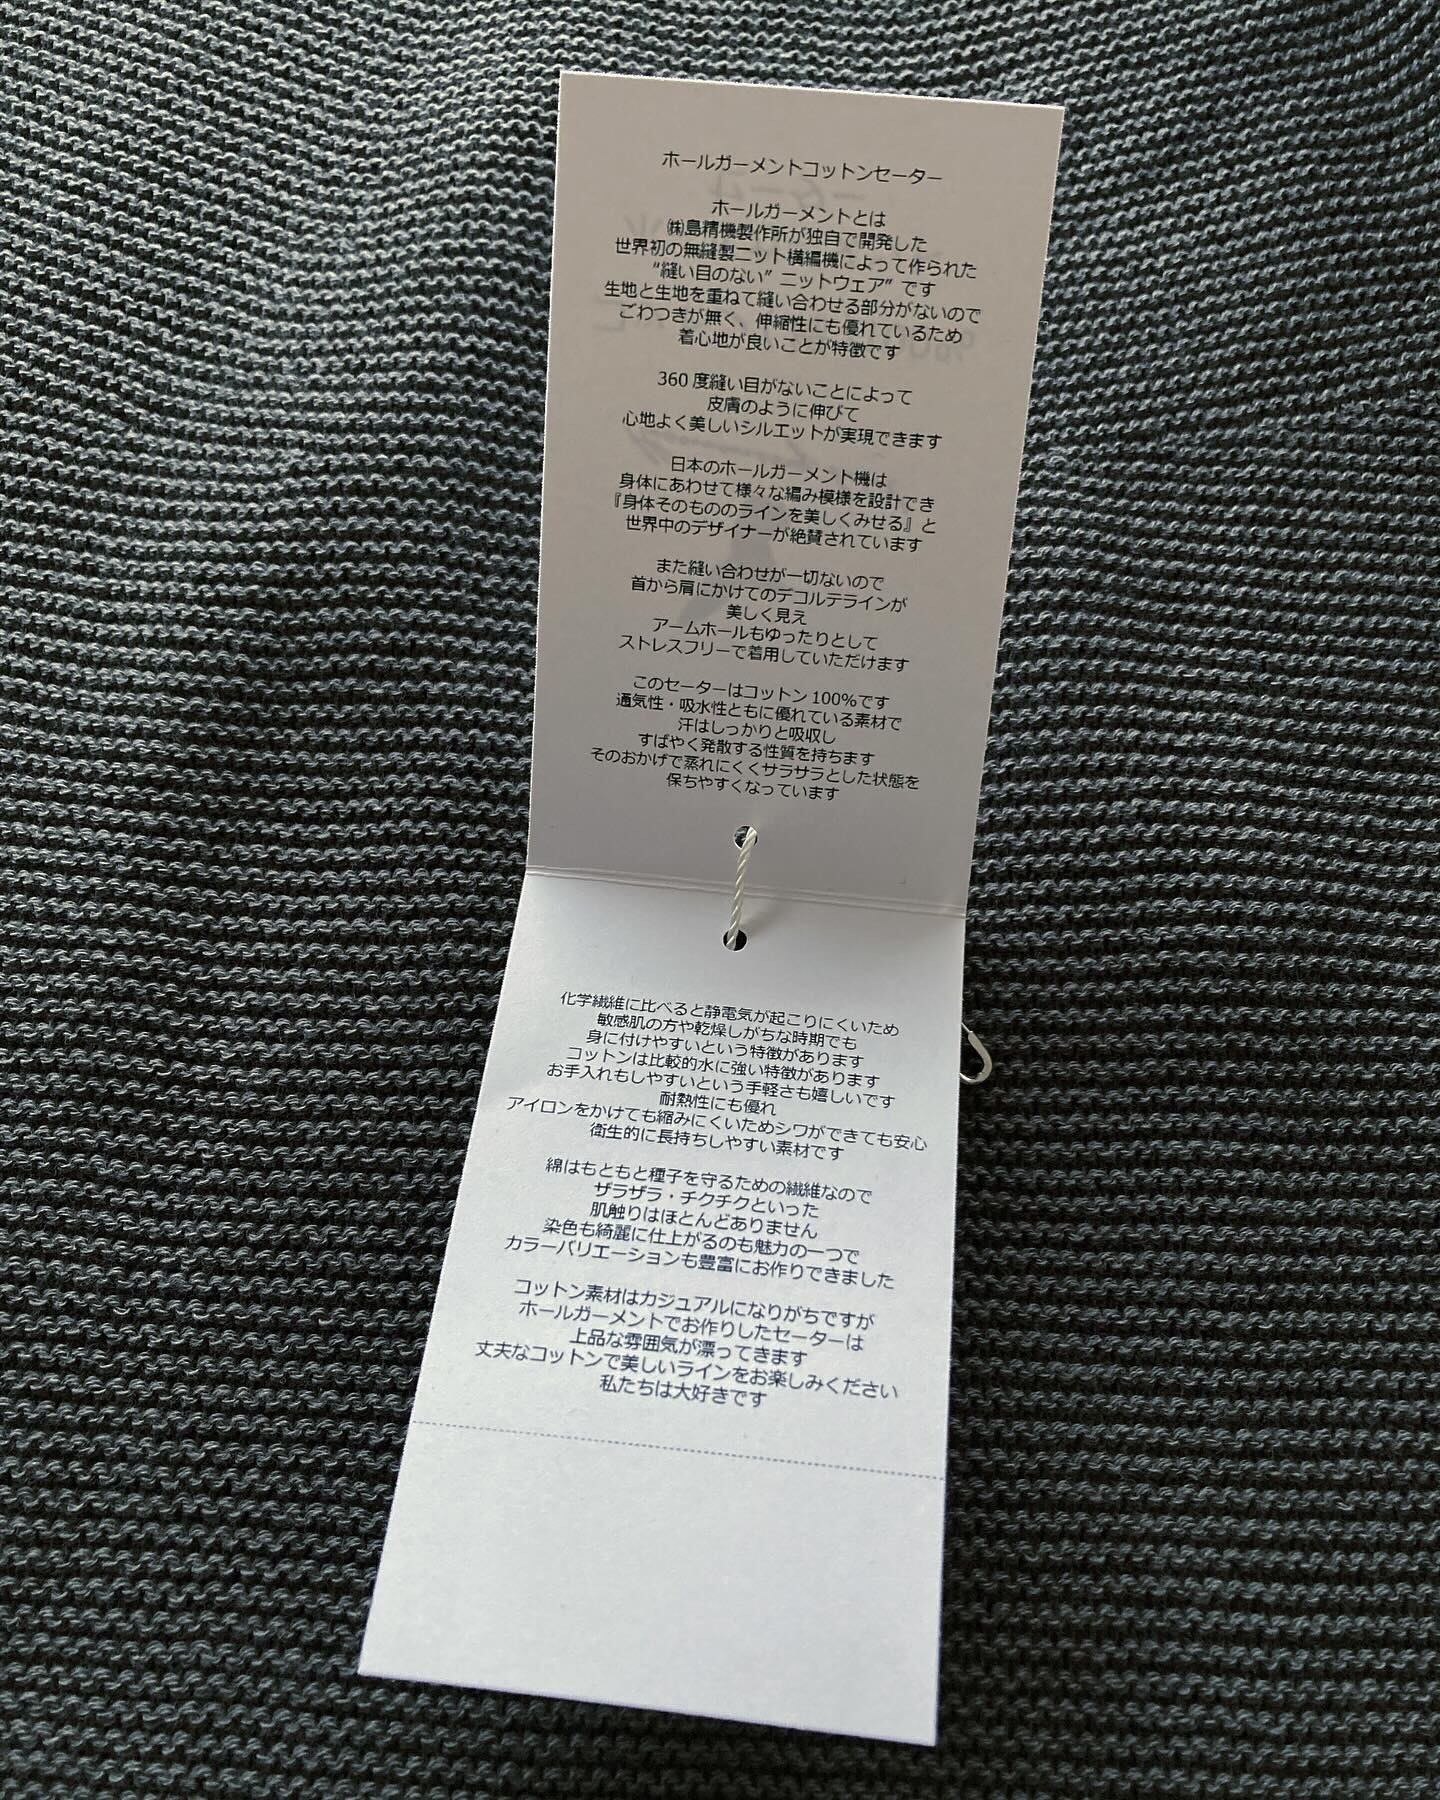 ホールガーメントコットンセーター
ホールガーメントとは
㈱島精機製作所が独自で開発した
世界初の無縫製ニット横編機によって作られた
“縫い目のない” ニットウェア” です
生地と生地を重ねて縫い合わせる部分がないので
ごわつきが無く、伸縮性にも優れているため
着心地が良いことが特徴です
360 度縫い目がないことによって
皮膚のように伸びて
心地よく美しいシルエットが実現できます
日本のホールガーメント機は
身体にあわせて様々な編み模様を設計でき
『身体そのもののラインを美しくみせる』と
世界中のデザイナーが絶賛されています
また縫い合わせが一切ないので
首から肩にかけてのデコルテラインが
美しく見え
アームホールもゆったりとして
ストレスフリーで着用していただけます
このセーターはコットン 100%です
通気性・吸水性ともに優れている素材で
汗はしっかりと吸収し
すばやく発散する性質を持ちます
そのおかげで蒸れにくくサラサラとした状態を
保ちやすくなっています
化学繊維に比べると静電気が起こりにくいため
敏感肌の方や乾燥しがちな時期でも
身に付けやすいという特徴があります
コットンは比較的水に強い特徴があります
お手入れもしやすいという手軽さも嬉しいです
耐熱性にも優れ
アイロンをかけても縮みにくいためシワができても安心
衛生的に長持ちしやすい素材です
綿はもともと種子を守るための繊維なので
ザラザラ・チクチクといった
肌触りはほとんどありません
染色も綺麗に仕上がるのも魅力の一つで
カラーバリエーションも豊富にお作りできました
コットン素材はカジュアルになりがちですが
ホールガーメントでお作りしたセーターは
上品な雰囲気が漂ってきます
丈夫なコットンで美しいラインをお楽しみください
私たちは大好きです